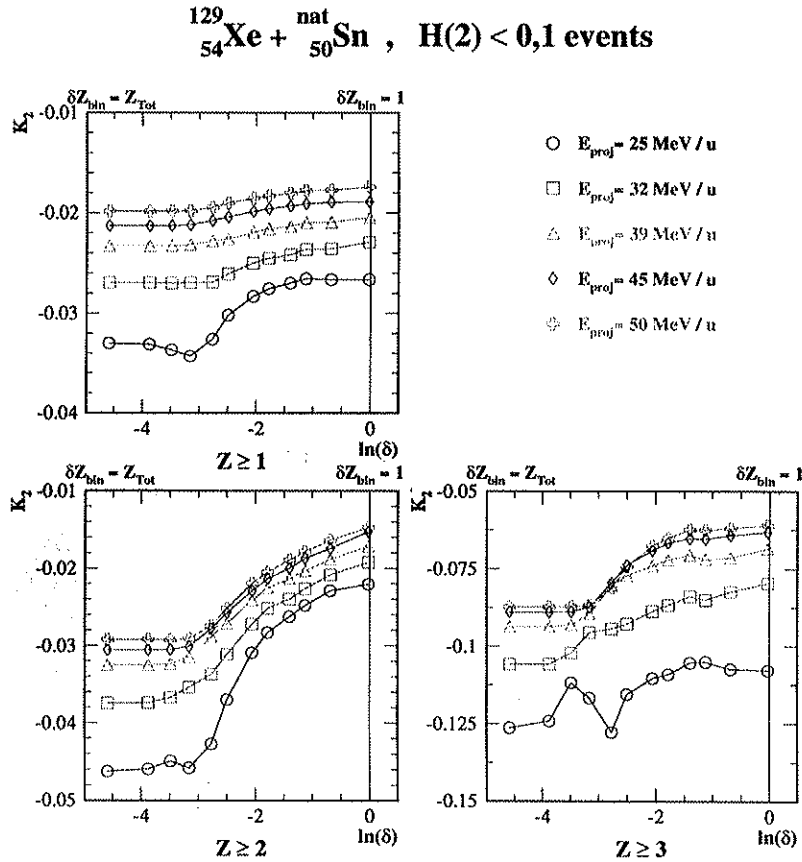 129 54 Xe + nat 50 Sn , H(2) < 0,1 events
δZbin = ZTot δZbin = 1
K2
-0.01
-0.02
-0.03
-0.04
-4 -2 0
ln(δ)
Z ≥ 1
Eproj= 25 MeV / u
Eproj= 32 MeV / u
Eproj= 39 MeV / u
Eproj= 45 MeV / u
Eproj= 50 MeV / u
δZbin = ZTot δZbin = 1
K2
-0.01
-0.02
-0.03
-0.04
-0.05
-4 -2 0
ln(δ)
Z ≥ 2
δZbin = ZTot δZbin = 1
K2
-0.05
-0.075
-0.1
-0.125
-0.15
-4 -2 0
ln(δ)
Z ≥ 3